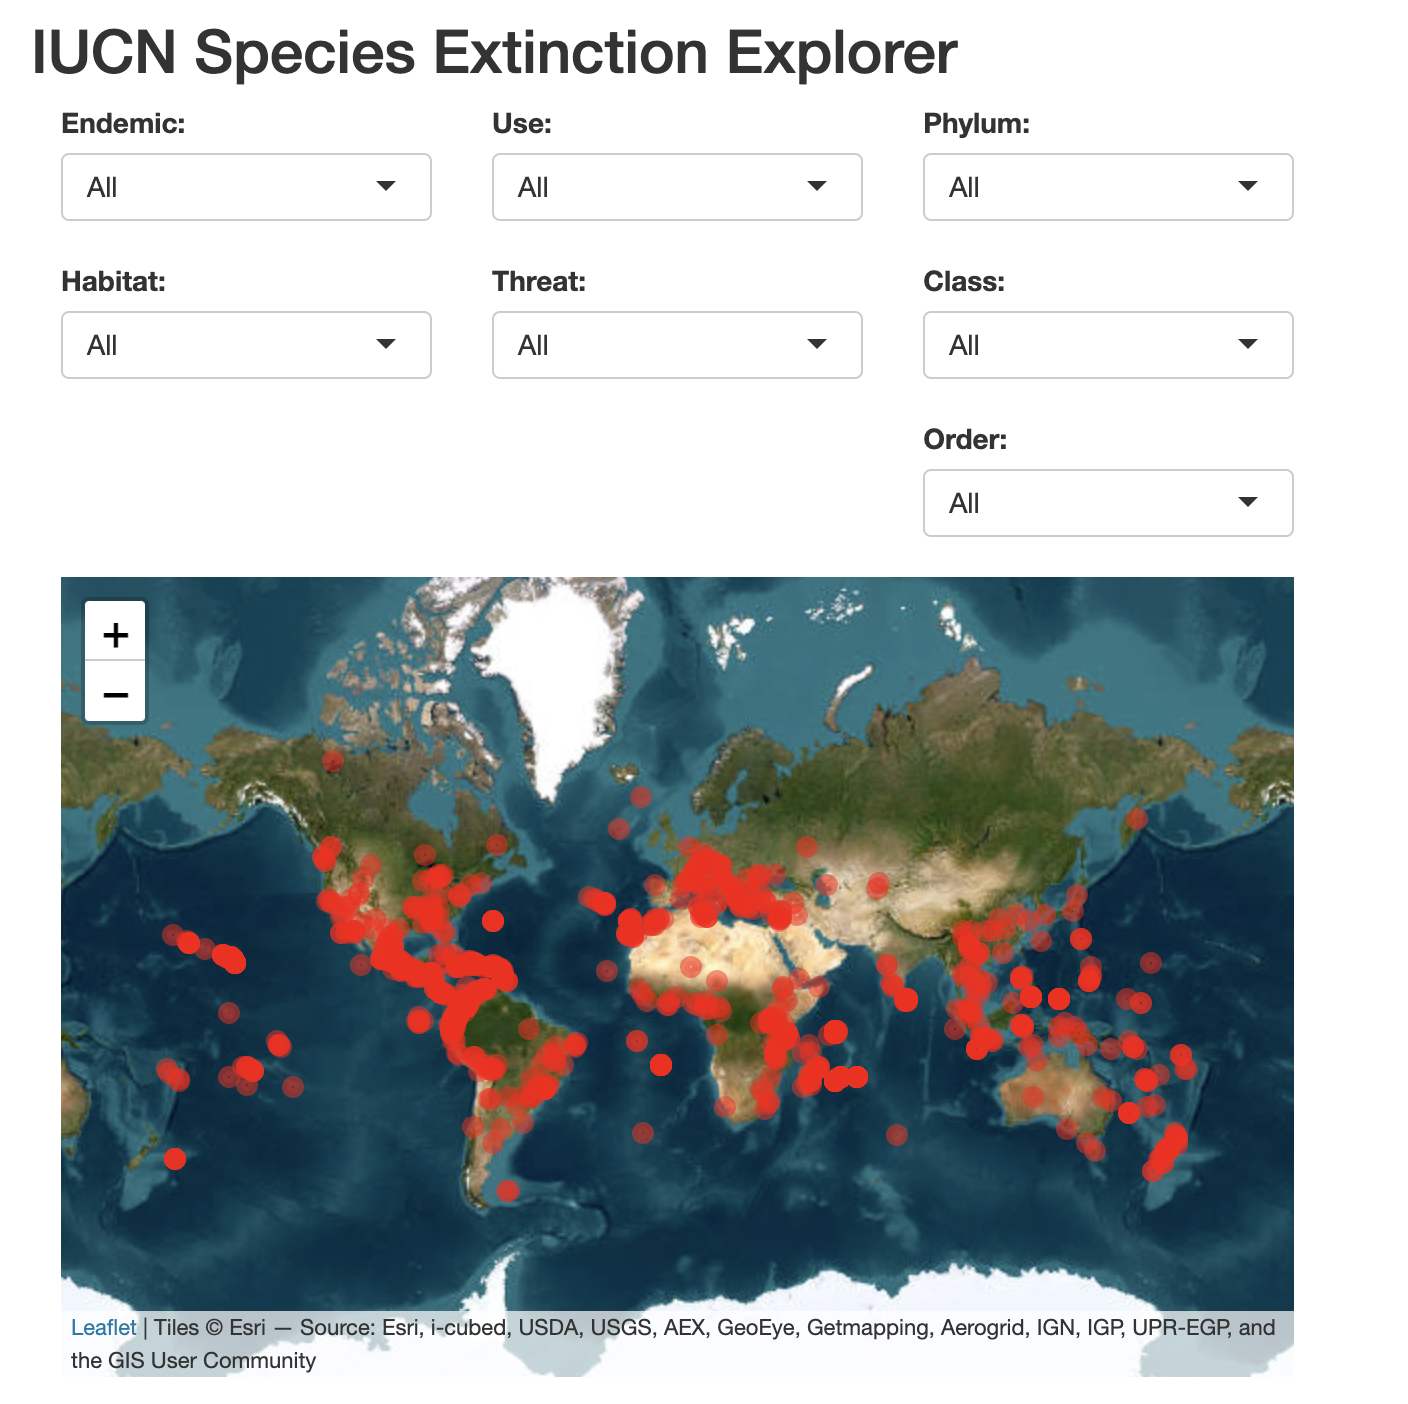 IUCN Species Extinction Explorer
Endemic:
Use:
Phylum:
All
All
All
Habitat:
Threat:
Class:
All
All
All
Order:
All
+
−
Leaflet | Tiles © Esri — Source: Esri, i-cubed, USDA, USGS, AEX, GeoEye, Getmapping, Aerogrid, IGN, IGP, UPR-EGP, and
the GIS User Community